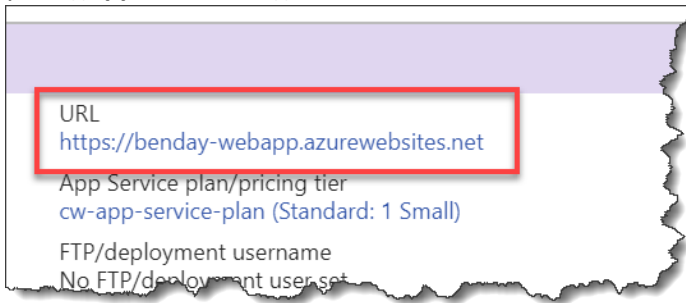 URL
https://benday-webapp.azurewebsites.net
App Service plan/pricing tier
cw-app-service-plan (Standard: 1 Small)
FTP/deployment username
No FTP/deployment user set